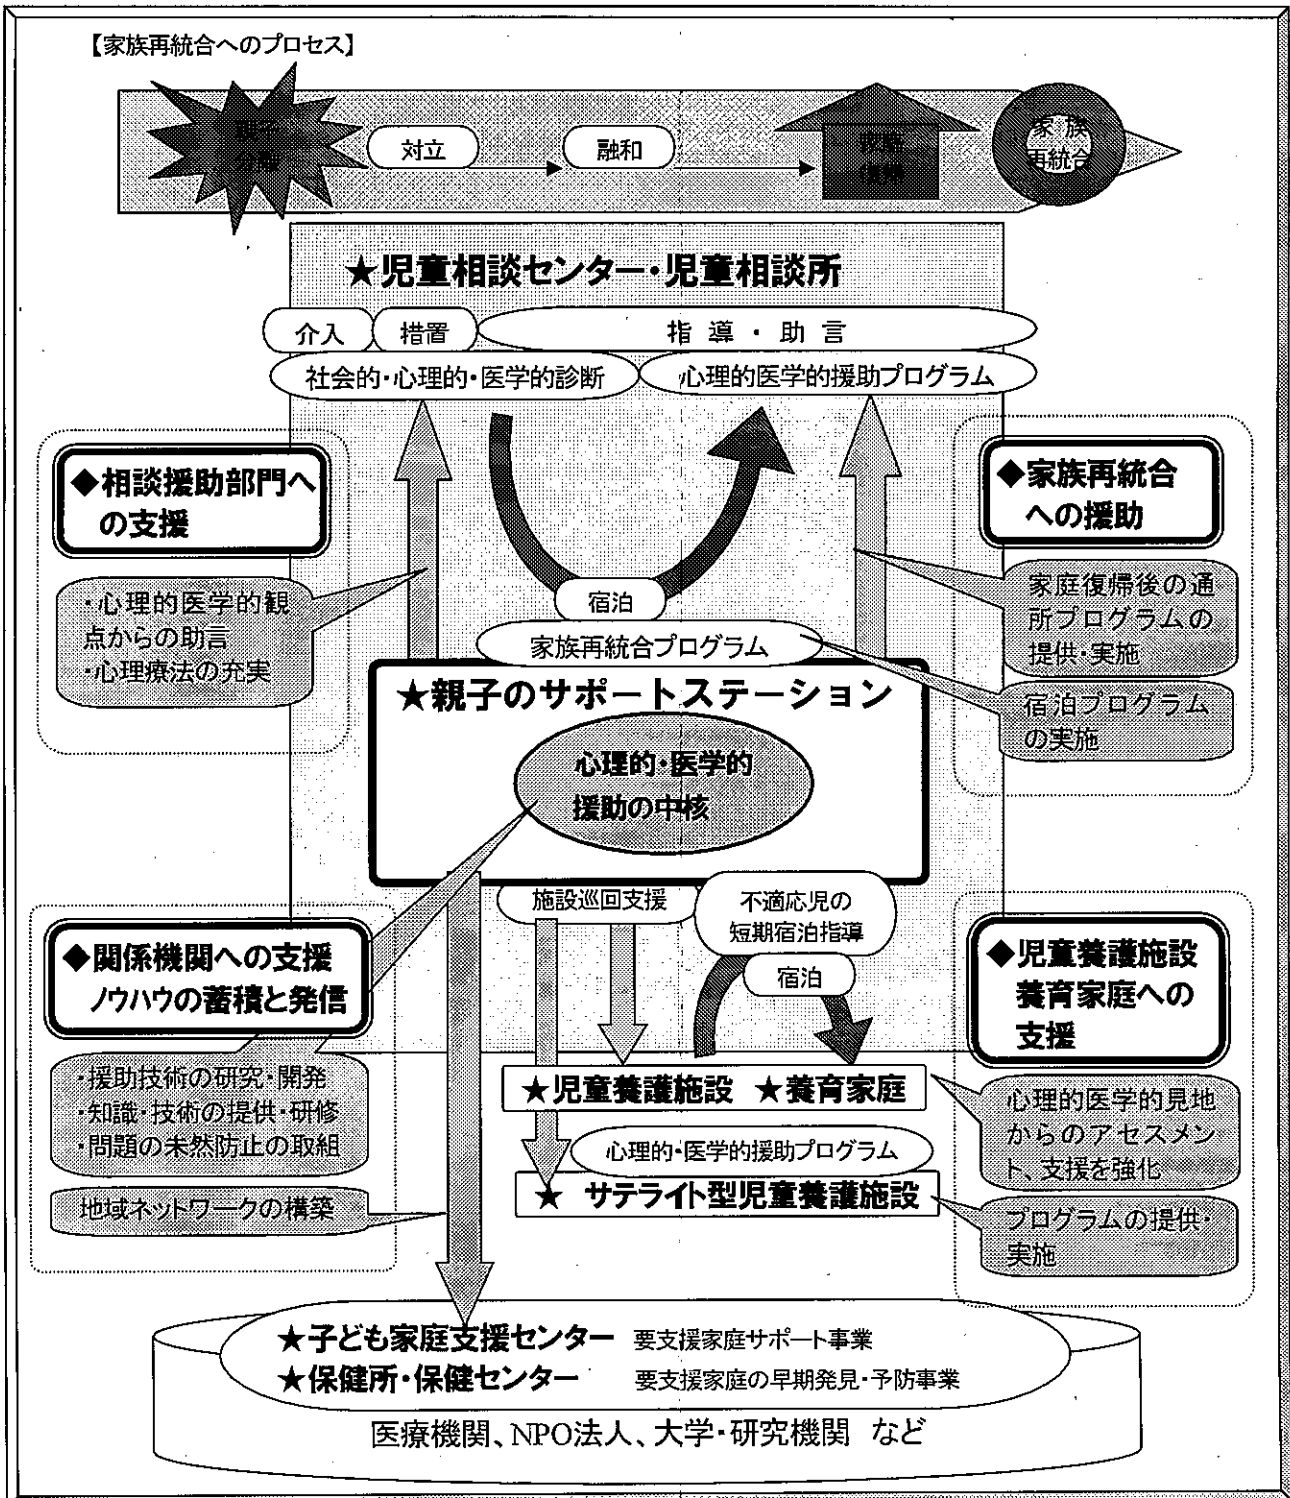 【家族再統合へのプロセス】
親子
分離
対立
融和
家庭
復帰
家 族
再統合
★児童相談センター・児童相談所
介入
措置
指 導 ・ 助 言
社会的・心理的・医学的診断
心理的医学的援助プログラム
◆相談援助部門へ
の支援
・心理的医学的観
点からの助言
・心理療法の充実
◆家族再統合
への援助
家庭復帰後の通
所プログラムの
提供・実施
宿泊プログラム
の実施
宿泊
家族再統合プログラム
★親子のサポートステーション
心理的・医学的
援助の中核
施設巡回支援
不適応児の
短期宿泊指導
宿泊
◆関係機関への支援
ノウハウの蓄積と発信
・援助技術の研究・開発
・知識・技術の提供・研修
・問題の未然防止の取組
地域ネットワークの構築
◆児童養護施設
養育家庭への
支援
心理的医学的見地
からのアセスメン
ト、支援を強化
プログラムの提供・
実施
★児童養護施設 ★養育家庭
心理的・医学的援助プログラム
★ サテライト型児童養護施設
★子ども家庭支援センター 要支援家庭サポート事業
★保健所・保健センター 要支援家庭の早期発見・予防事業
医療機関、NPO法人、大学・研究機関 など